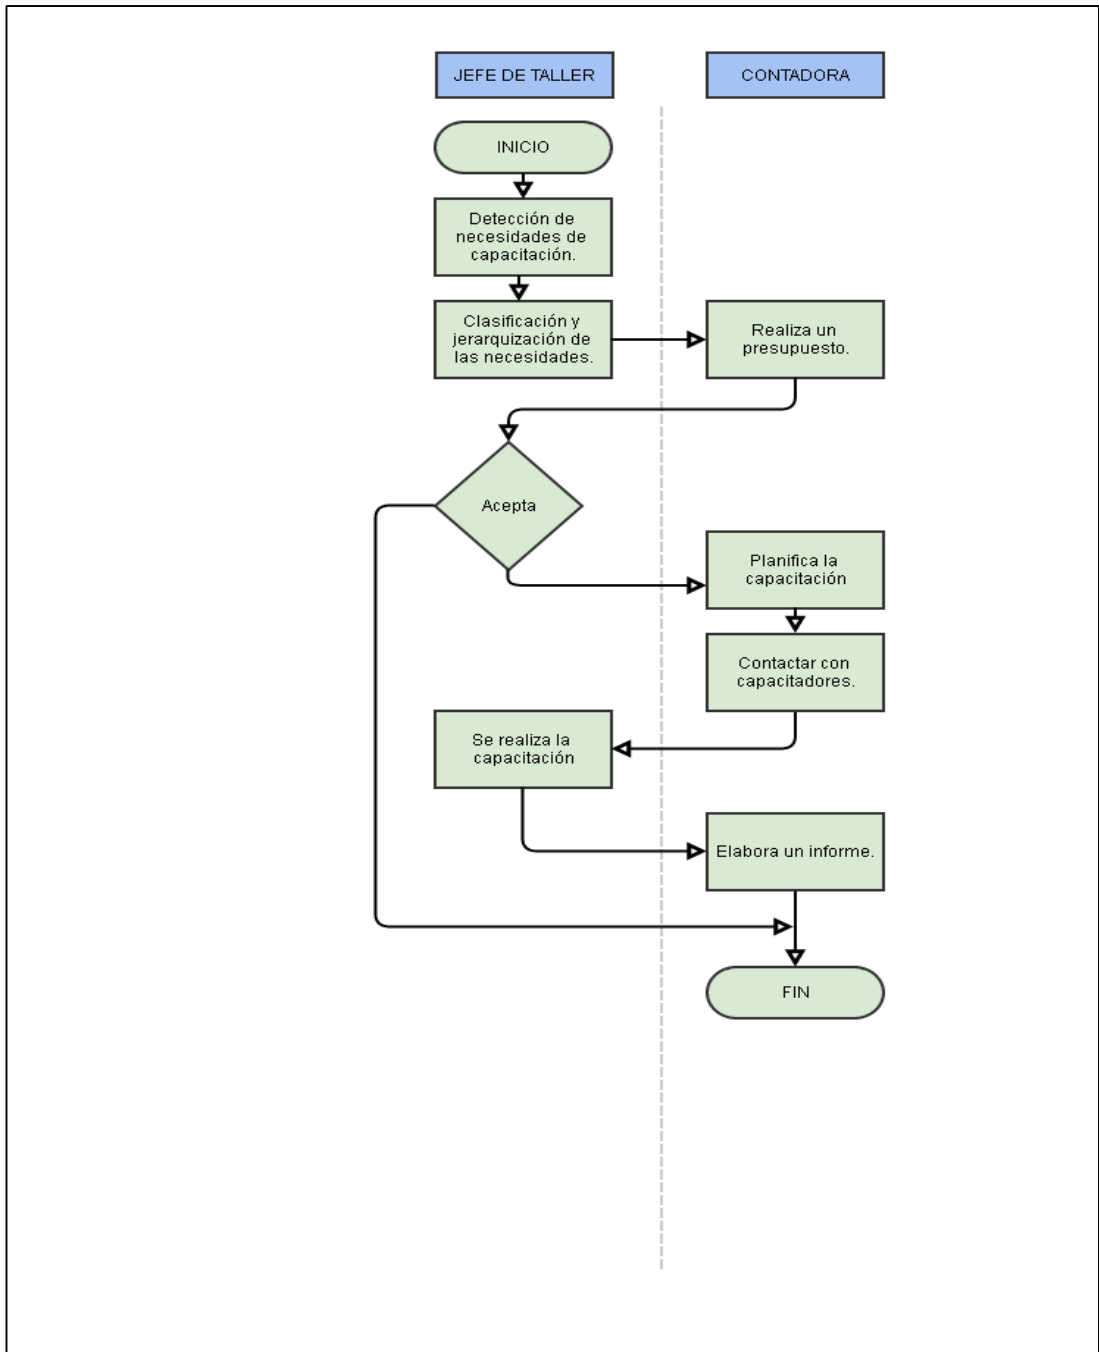 JEFE DE TALLER
CONTADORA
INICIO
Detección de
necesidades de
capacitación.
Clasificación y
jerarquización de
las necesidades.
Realiza un
presupuesto.
Acepta
Planifica la
capacitación
Contactar con
capacitadores.
Se realiza la
capacitación
Elabora un informe.
FIN